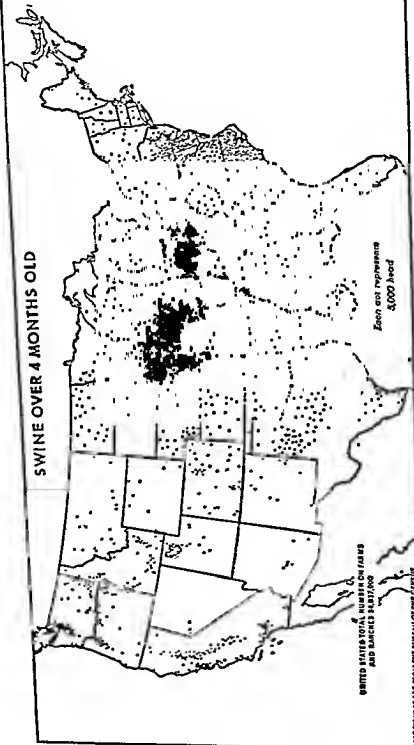 SWINE OVER 4 MONTHS OLD
Each dot represents
5,000 head
UNITED STATES TOTAL NUMBER ON FARMS
AND RANCHES